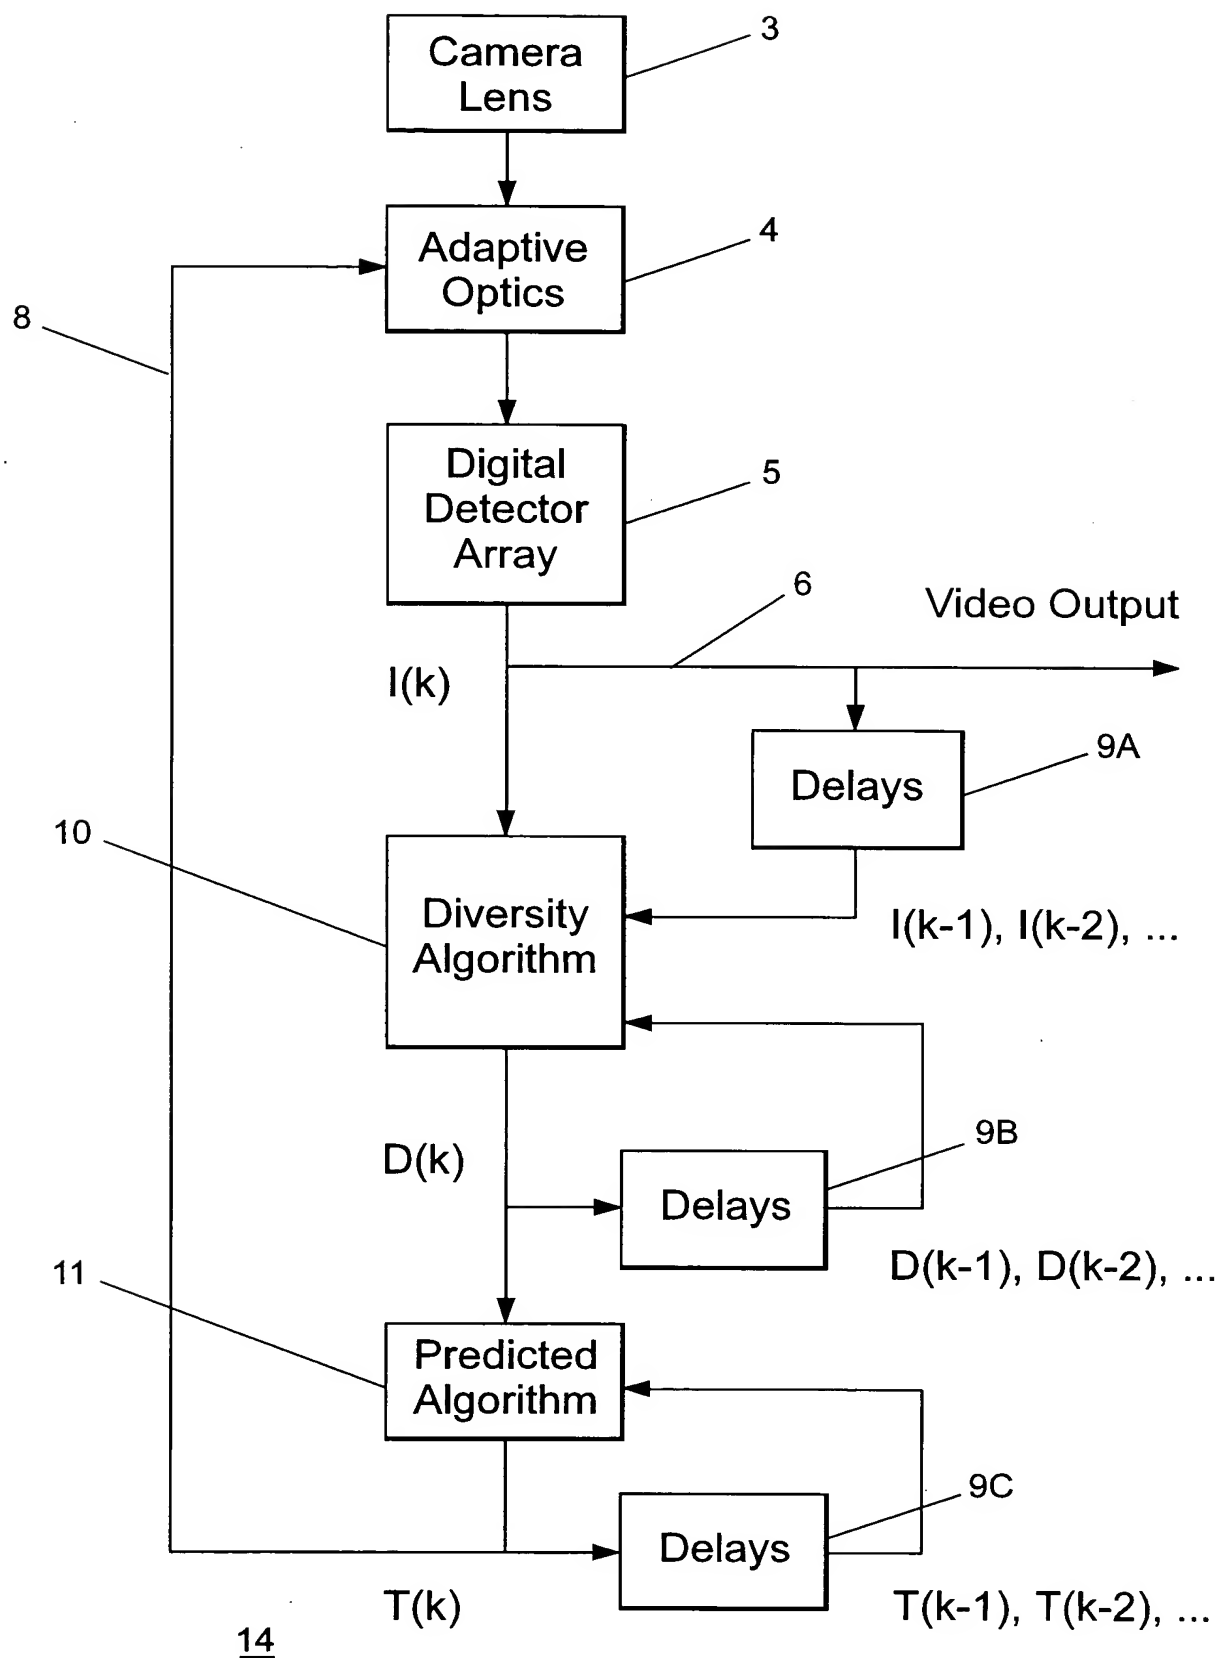 Camera
Lens
3
Adaptive
Optics
4
8
Digital
Detector
Array
5
6
Video Output
I(k)
Delays
9A
10
Diversity
Algorithm
I(k-1), I(k-2), ...
D(k)
Delays
9B
D(k-1), D(k-2), ...
11
Predicted
Algorithm
Delays
9C
T(k)
T(k-1), T(k-2), ...
14